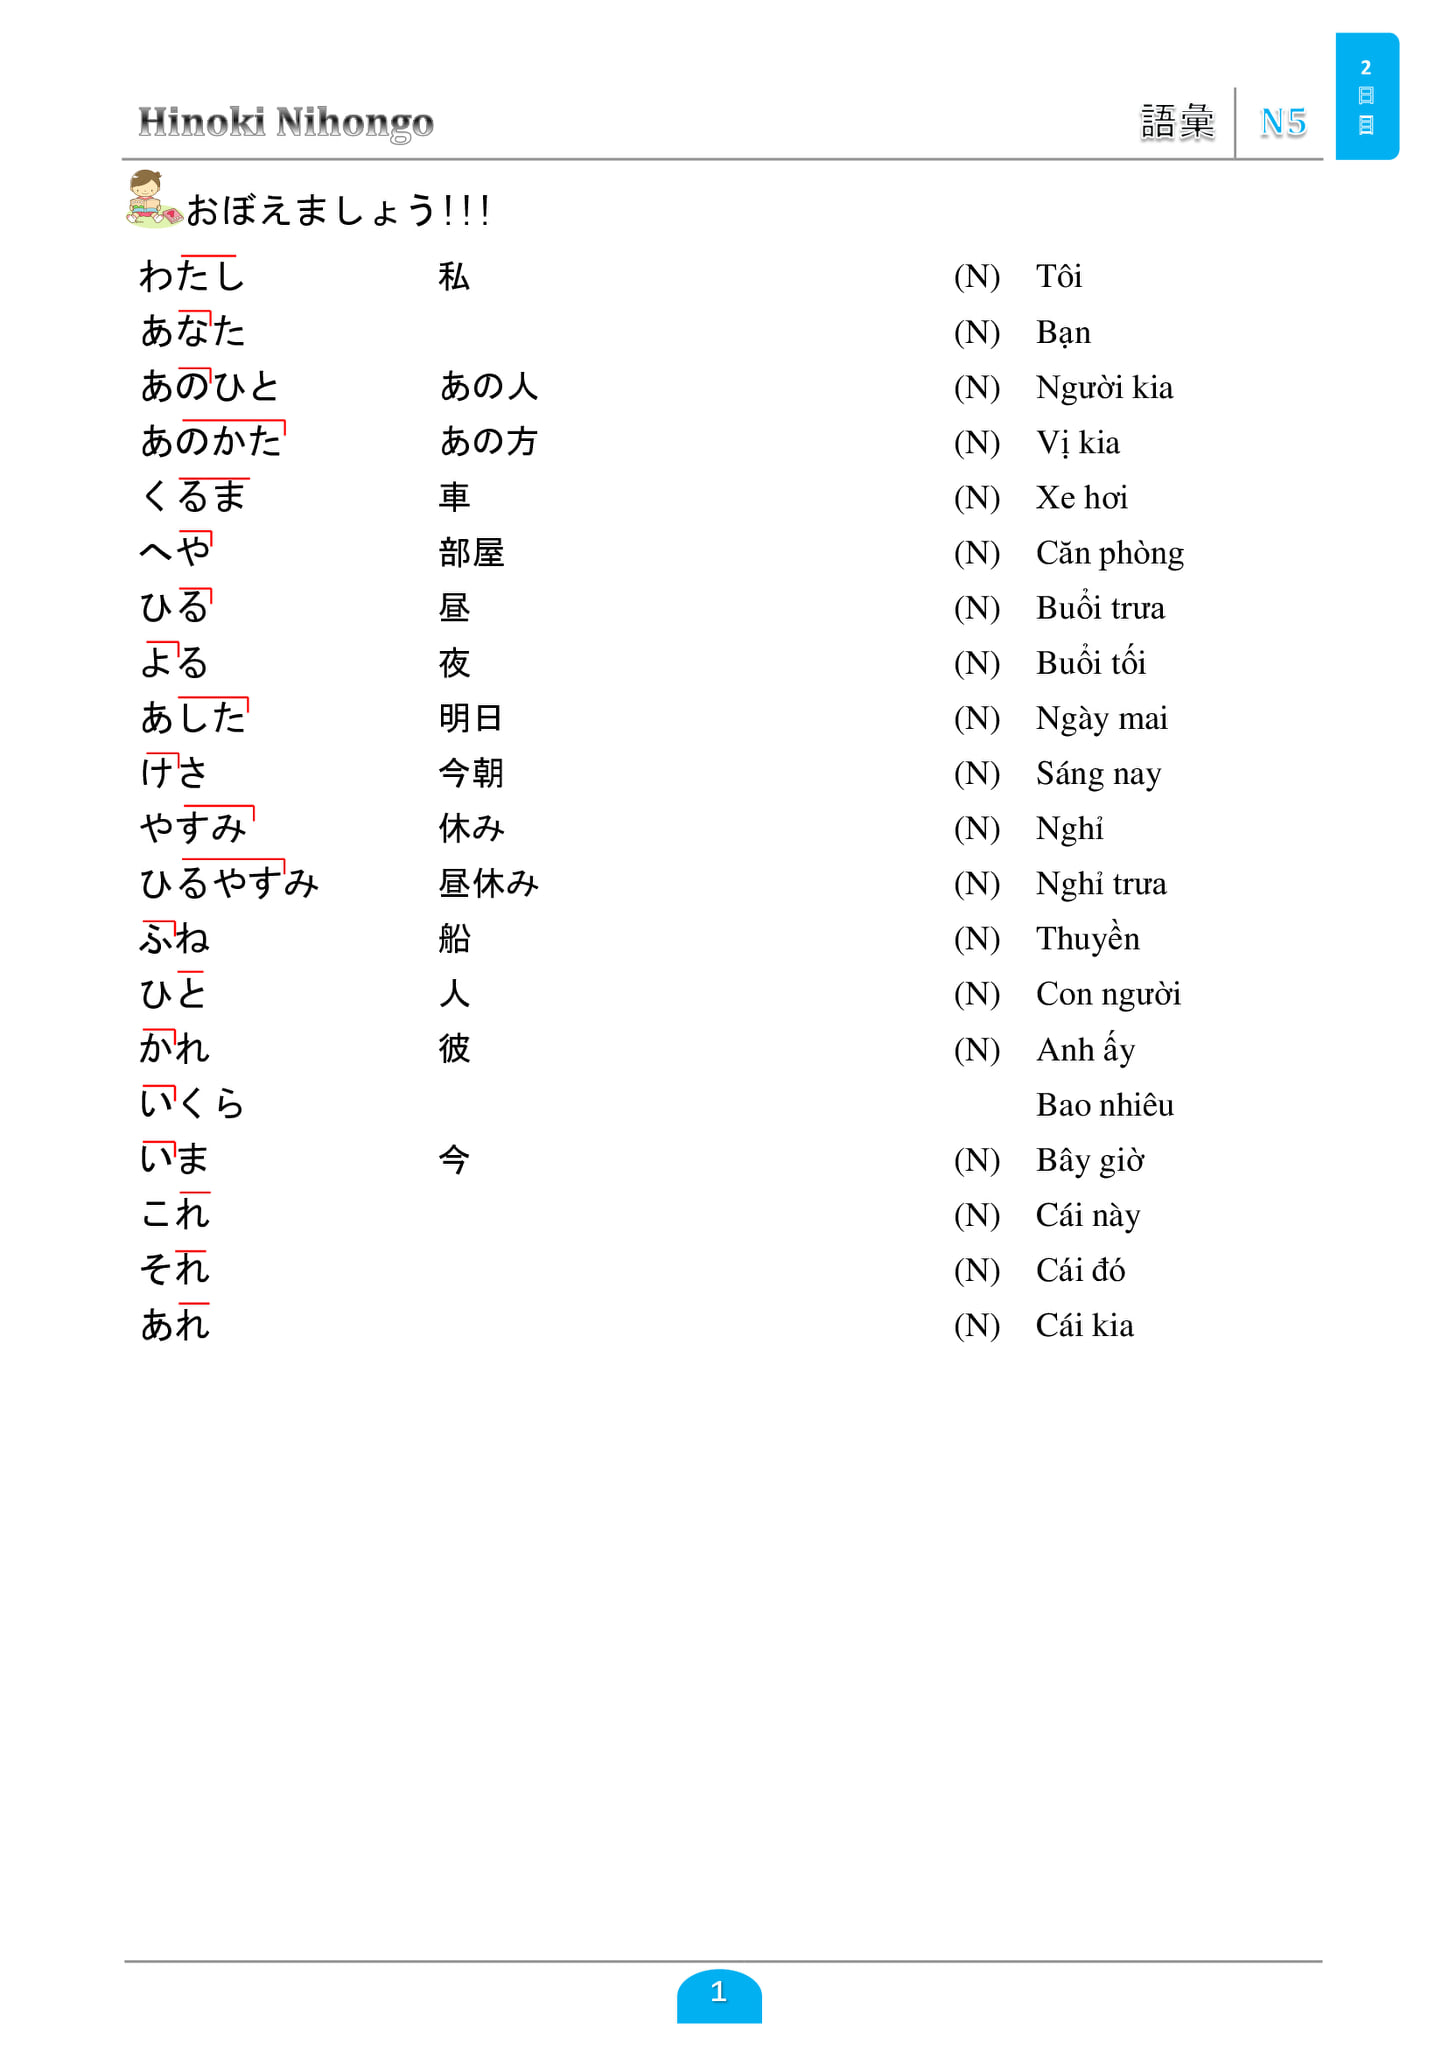 Hinoki Nihongo 語彙 N5
2日目
おぼえましょう!!!
わたし 私 (N) Tôi
あなた (N) Bạn
あのひと あの人 (N) Người kia
あのかた あの方 (N) Vị kia
くるま 車 (N) Xe hơi
へや 部屋 (N) Căn phòng
ひる 昼 (N) Buổi trưa
よる 夜 (N) Buổi tối
あした 明日 (N) Ngày mai
けさ 今朝 (N) Sáng nay
やすみ 休み (N) Nghỉ
ひるやすみ 昼休み (N) Nghỉ trưa
ふね 船 (N) Thuyền
ひと 人 (N) Con người
かれ 彼 (N) Anh ấy
いくら Bao nhiêu
いま 今 (N) Bây giờ
これ (N) Cái này
それ (N) Cái đó
あれ (N) Cái kia
1